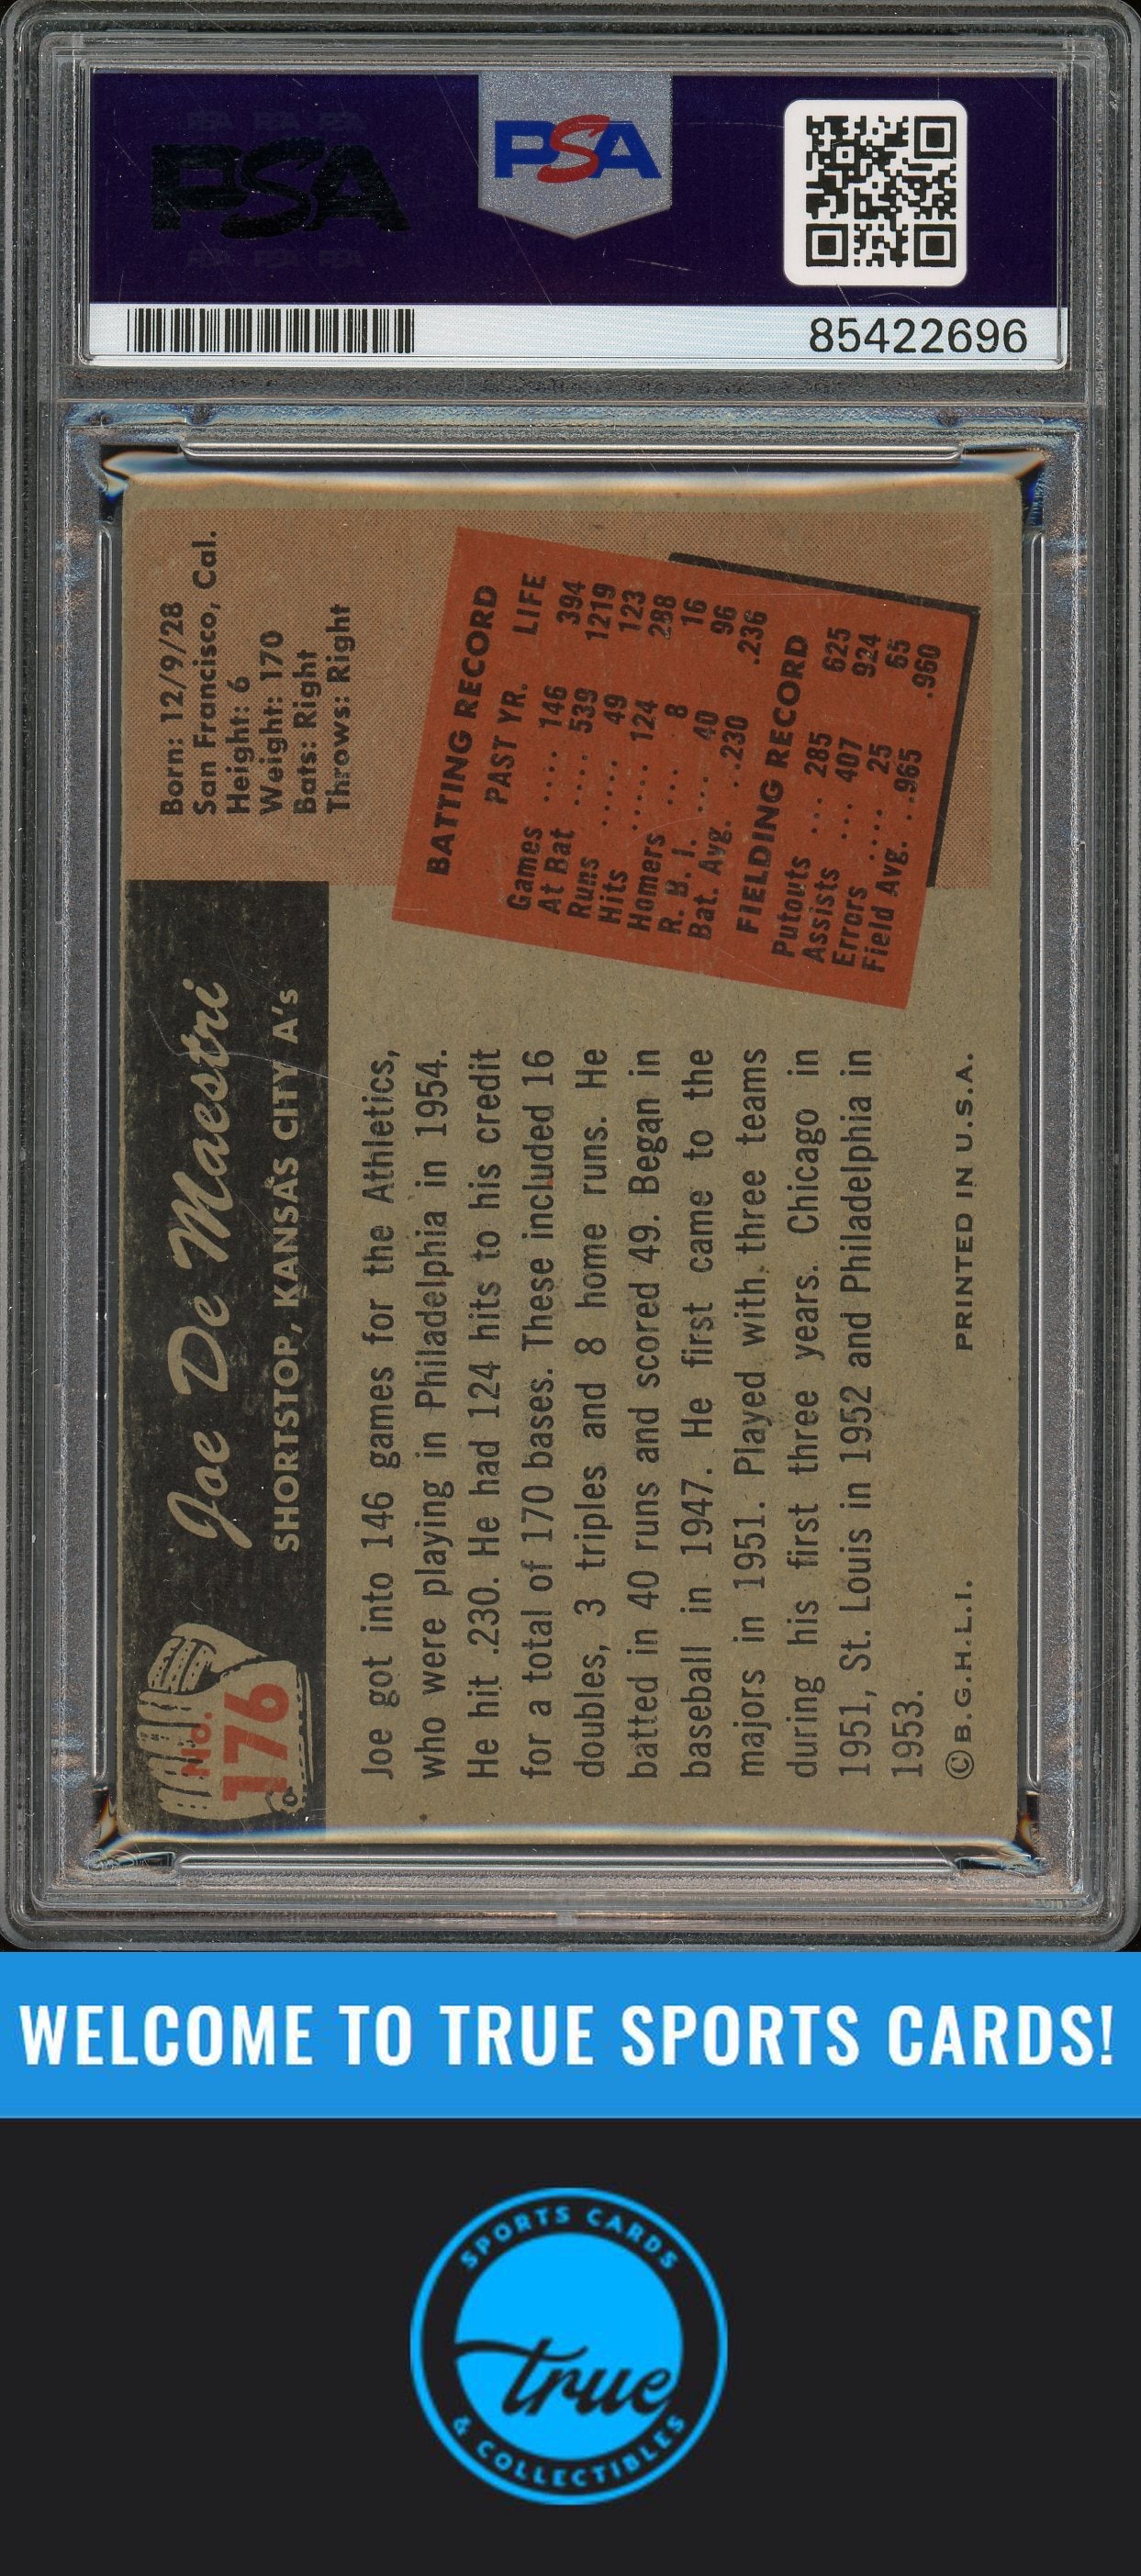 PSA
PSA
85422696
No.
176
Joe De Maestri
SHORTSTOP, KANSAS CITY A's
Born: 12/9/28
San Francisco, Cal.
Height: 6
Weight: 170
Bats: Right
Throws: Right
Joe got into 146 games for the Athletics,
who were playing in Philadelphia in 1954.
He hit .230. He had 124 hits to his credit
for a total of 170 bases. These included 16
doubles, 3 triples and 8 home runs. He
batted in 40 runs and scored 49. Began in
baseball in 1947. He first came to the
majors in 1951. Played with three teams
during his first three years. Chicago in
1951, St. Louis in 1952 and Philadelphia in
1953.
BATTING RECORD
PAST YR. LIFE
Games .... 146 394
At Bat .... 539 1219
Runs ..... 49 123
Hits ..... 124 288
Homers ... 8 16
R. B. I. ... 40 96
Bat. Avg. . .230 .236
FIELDING RECORD
Putouts ... 285 625
Assists ... 407 924
Errors .... 25 65
Field Avg. . .965 .960
© B.G.H.L.I. PRINTED IN U.S.A.
WELCOME TO TRUE SPORTS CARDS!
SPORTS CARDS
true
& COLLECTIBLES